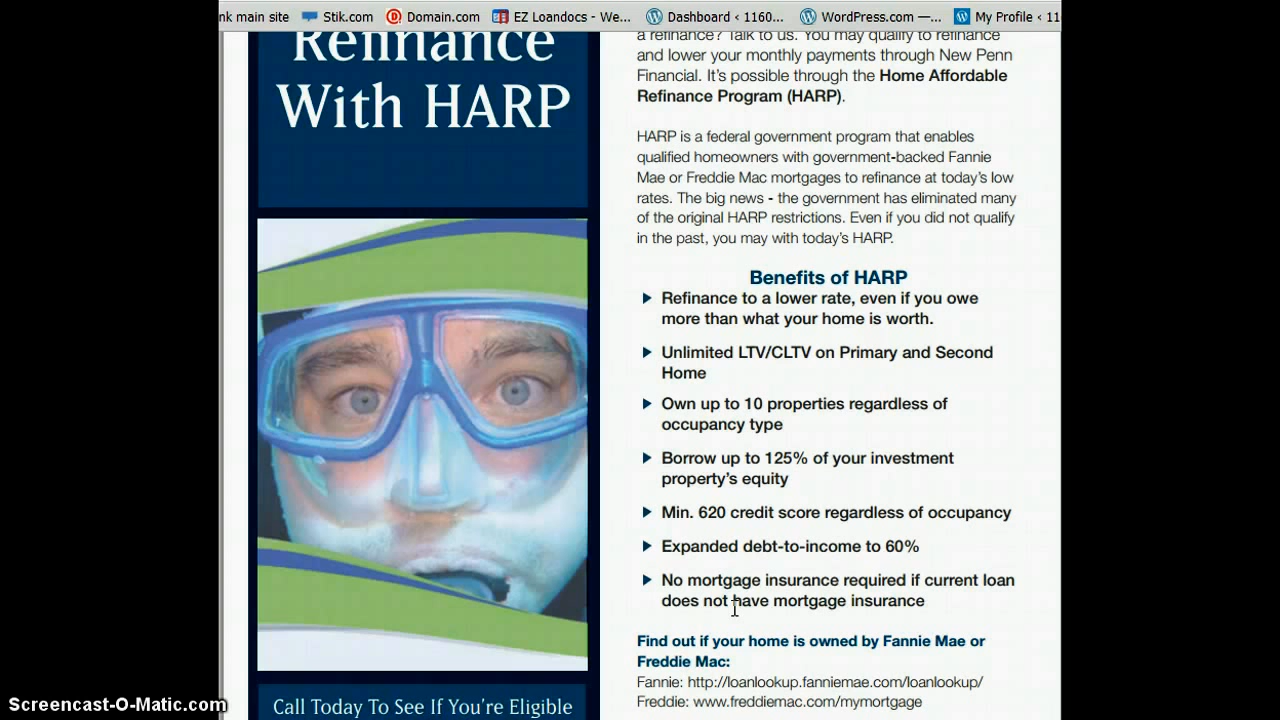 nk main site Stik.com Domain.com EZ Loandocs - We... Dashboard ‹ 1160... WordPress.com —... My Profile ‹ 11
Refinance
With HARP
Call Today To See If You're Eligible
a refinance? Talk to us. You may qualify to refinance
and lower your monthly payments through New Penn
Financial. It's possible through the Home Affordable
Refinance Program (HARP).
HARP is a federal government program that enables
qualified homeowners with government-backed Fannie
Mae or Freddie Mac mortgages to refinance at today's low
rates. The big news - the government has eliminated many
of the original HARP restrictions. Even if you did not qualify
in the past, you may with today's HARP.
Benefits of HARP
Refinance to a lower rate, even if you owe
more than what your home is worth.
Unlimited LTV/CLTV on Primary and Second
Home
Own up to 10 properties regardless of
occupancy type
Borrow up to 125% of your investment
property's equity
Min. 620 credit score regardless of occupancy
Expanded debt-to-income to 60%
No mortgage insurance required if current loan
does not have mortgage insurance
Find out if your home is owned by Fannie Mae or
Freddie Mac:
Fannie: http://loanlookup.fanniemae.com/loanlookup/
Freddie: www.freddiemac.com/mymortgage
Screencast-O-Matic.com